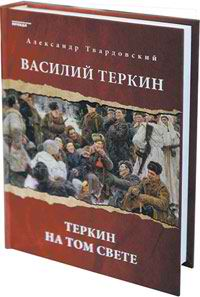 Александр Твардовский
ВАСИЛИЙ ТЕРКИН
ТЕРКИН
НА ТОМ СВЕТЕ